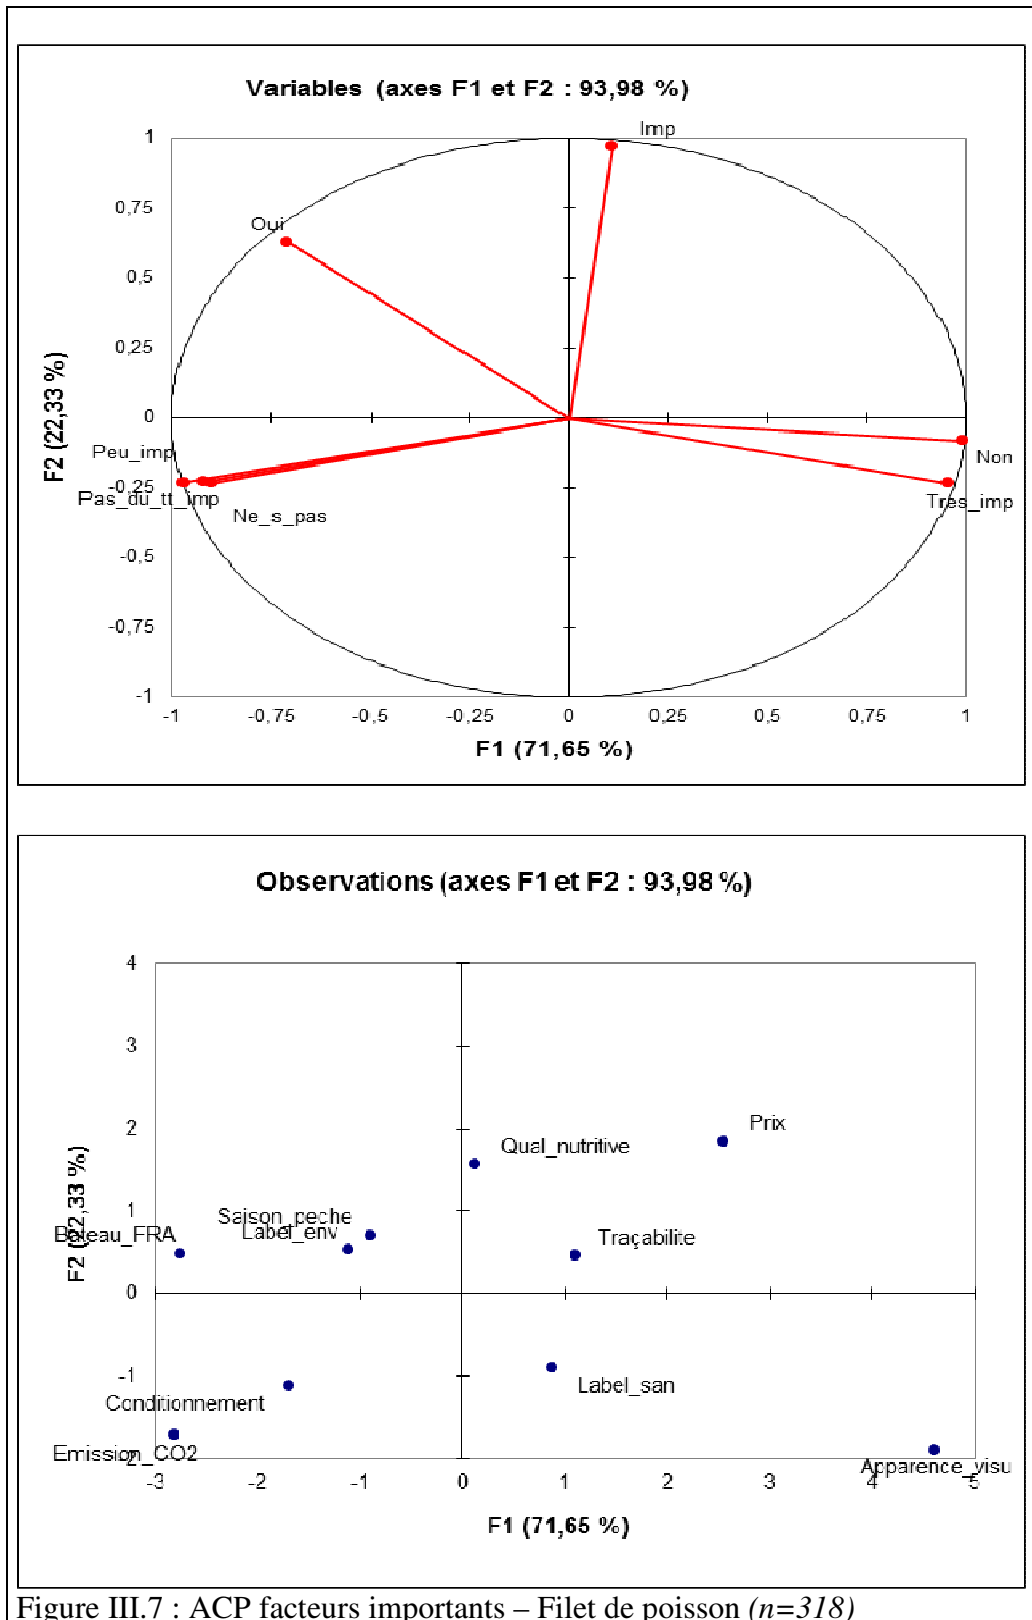 Variables (axes F1 et F2 : 93,98 %)
Imp
1
0,75
Oui
0,5
0,25
F2 (22,33 %)
0
Peu_imp
Non
-0,25
Pas_du_tt_imp
Tres_imp
Ne_s_pas
-0,5
-0,75
-1
-1 -0,75 -0,5 -0,25 0 0,25 0,5 0,75 1
F1 (71,65 %)
Observations (axes F1 et F2 : 93,98 %)
4
3
2
Prix
Qual_nutritive
F2 (22,33 %)
1
Saison_peche
Label_env
Bateau_FRA
Traçabilite
0
-1
Label_san
Conditionnement
Emission_CO2
-2
Apparence_visu
-3 -2 -1 0 1 2 3 4 5
F1 (71,65 %)
Figure III.7 : ACP facteurs importants – Filet de poisson (n=318)